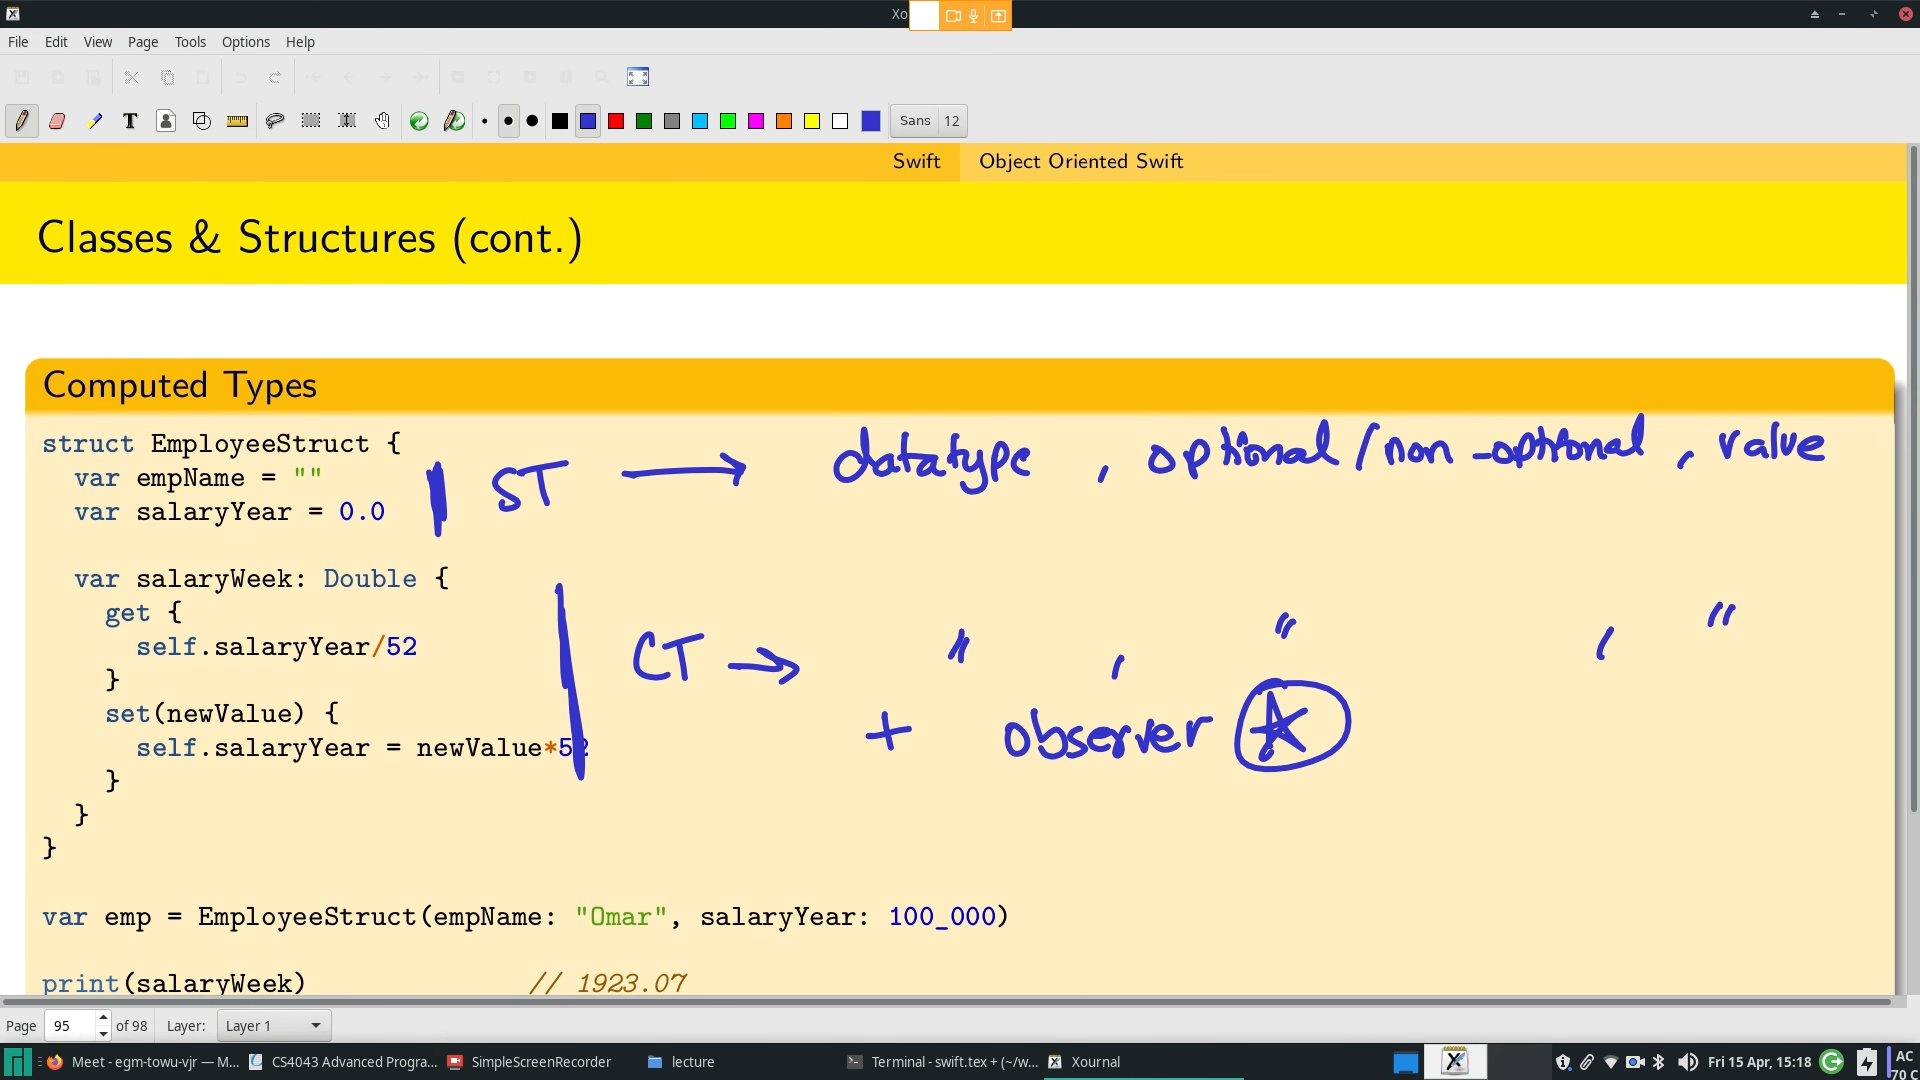 Xo
File Edit View Page Tools Options Help
T Sans 12
Swift Object Oriented Swift
Classes & Structures (cont.)
Computed Types
struct EmployeeStruct {
var empName = ""
var salaryYear = 0.0
ST → datatype , optional / non-optional , value
var salaryWeek: Double {
get {
self.salaryYear/52
}
CT → " , " , "
set(newValue) {
self.salaryYear = newValue*52
+ observer
}
}
}
var emp = EmployeeStruct(empName: "Omar", salaryYear: 100_000)
print(salaryWeek) // 1923.07
Page 95 of 98 Layer: Layer 1
Meet - egm-towu-vjr — M... CS4043 Advanced Progra... SimpleScreenRecorder lecture Terminal - swift.tex + (~/w... Xournal Fri 15 Apr, 15:18 AC
70 C